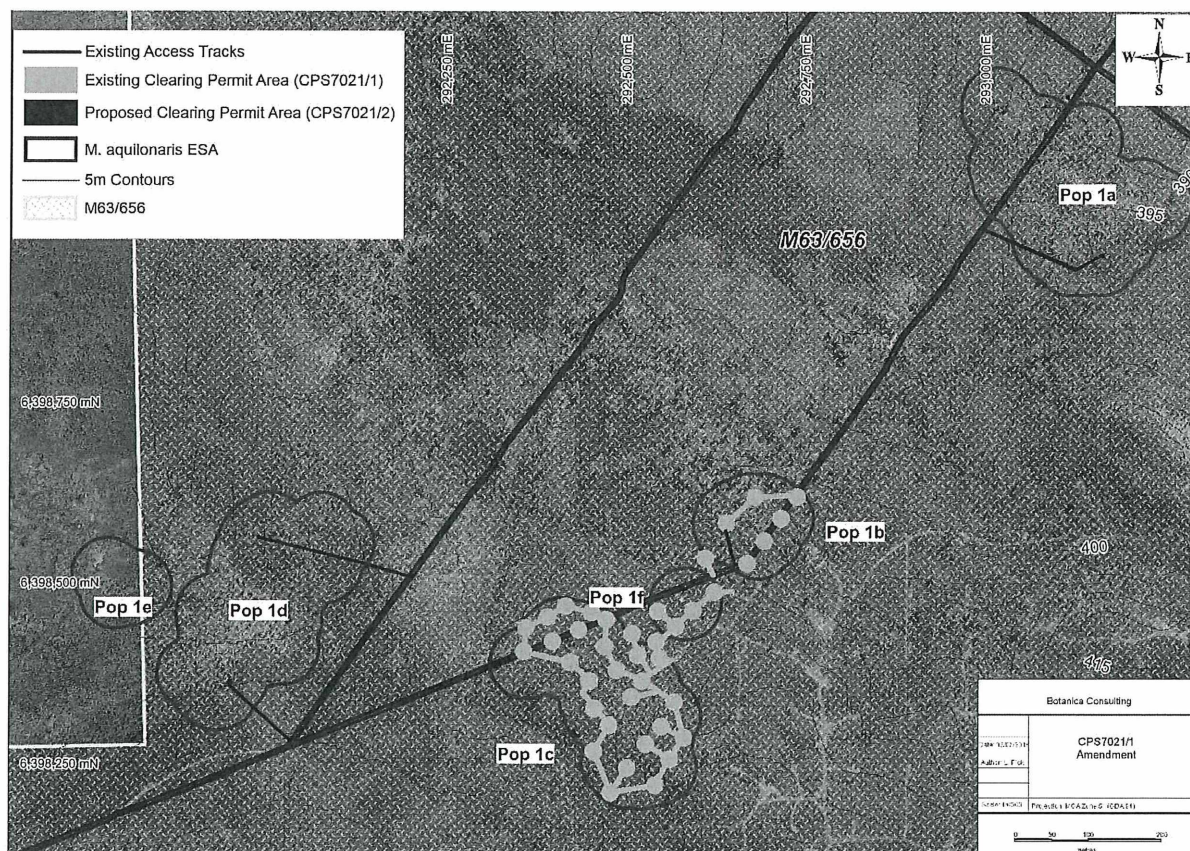 Existing Access Tracks
Existing Clearing Permit Area (CPS7021/1)
Proposed Clearing Permit Area (CPS7021/2)
M. aquilonaris ESA
5m Contours
M63/656
292,250 mE
292,500 mE
292,750 mE
293,000 mE
N
W
S
Pop 1a
395
M63/656
6,398,750 mN
Pop 1b
400
6,398,500 mN
Pop 1e
Pop 1d
Pop 1f
415
Pop 1c
6,398,250 mN
Botanica Consulting
CPS7021/1
Amendment
0 50 100 200